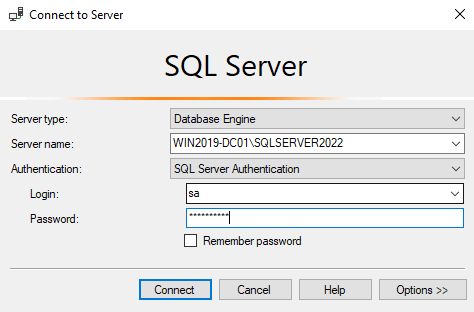 Connect to Server
SQL Server
Server type: Database Engine
Server name: WIN2019-DC01\SQLSERVER2022
Authentication: SQL Server Authentication
Login: sa
Password: **********
Remember password
Connect Cancel Help Options >>